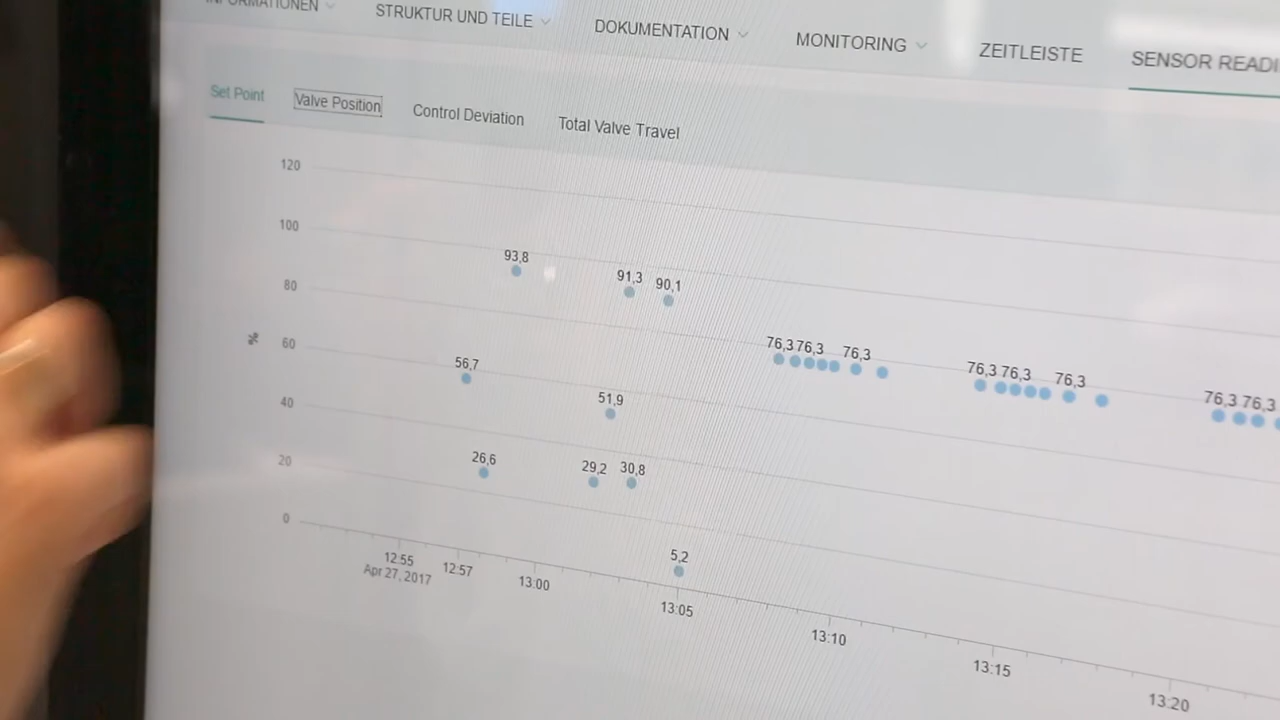 STRUKTUR UND TEILE
DOKUMENTATION
MONITORING
ZEITLEISTE
SENSOR READI
Set Point
Valve Position
Control Deviation
Total Valve Travel
120
100
80
60
40
20
0
%
93,8
91,3
90,1
76,3 76,3
76,3
76,3 76,3
76,3
76,3 76,3
56,7
51,9
26,6
29,2
30,8
5,2
12:55
Apr 27, 2017
12:57
13:00
13:05
13:10
13:15
13:20